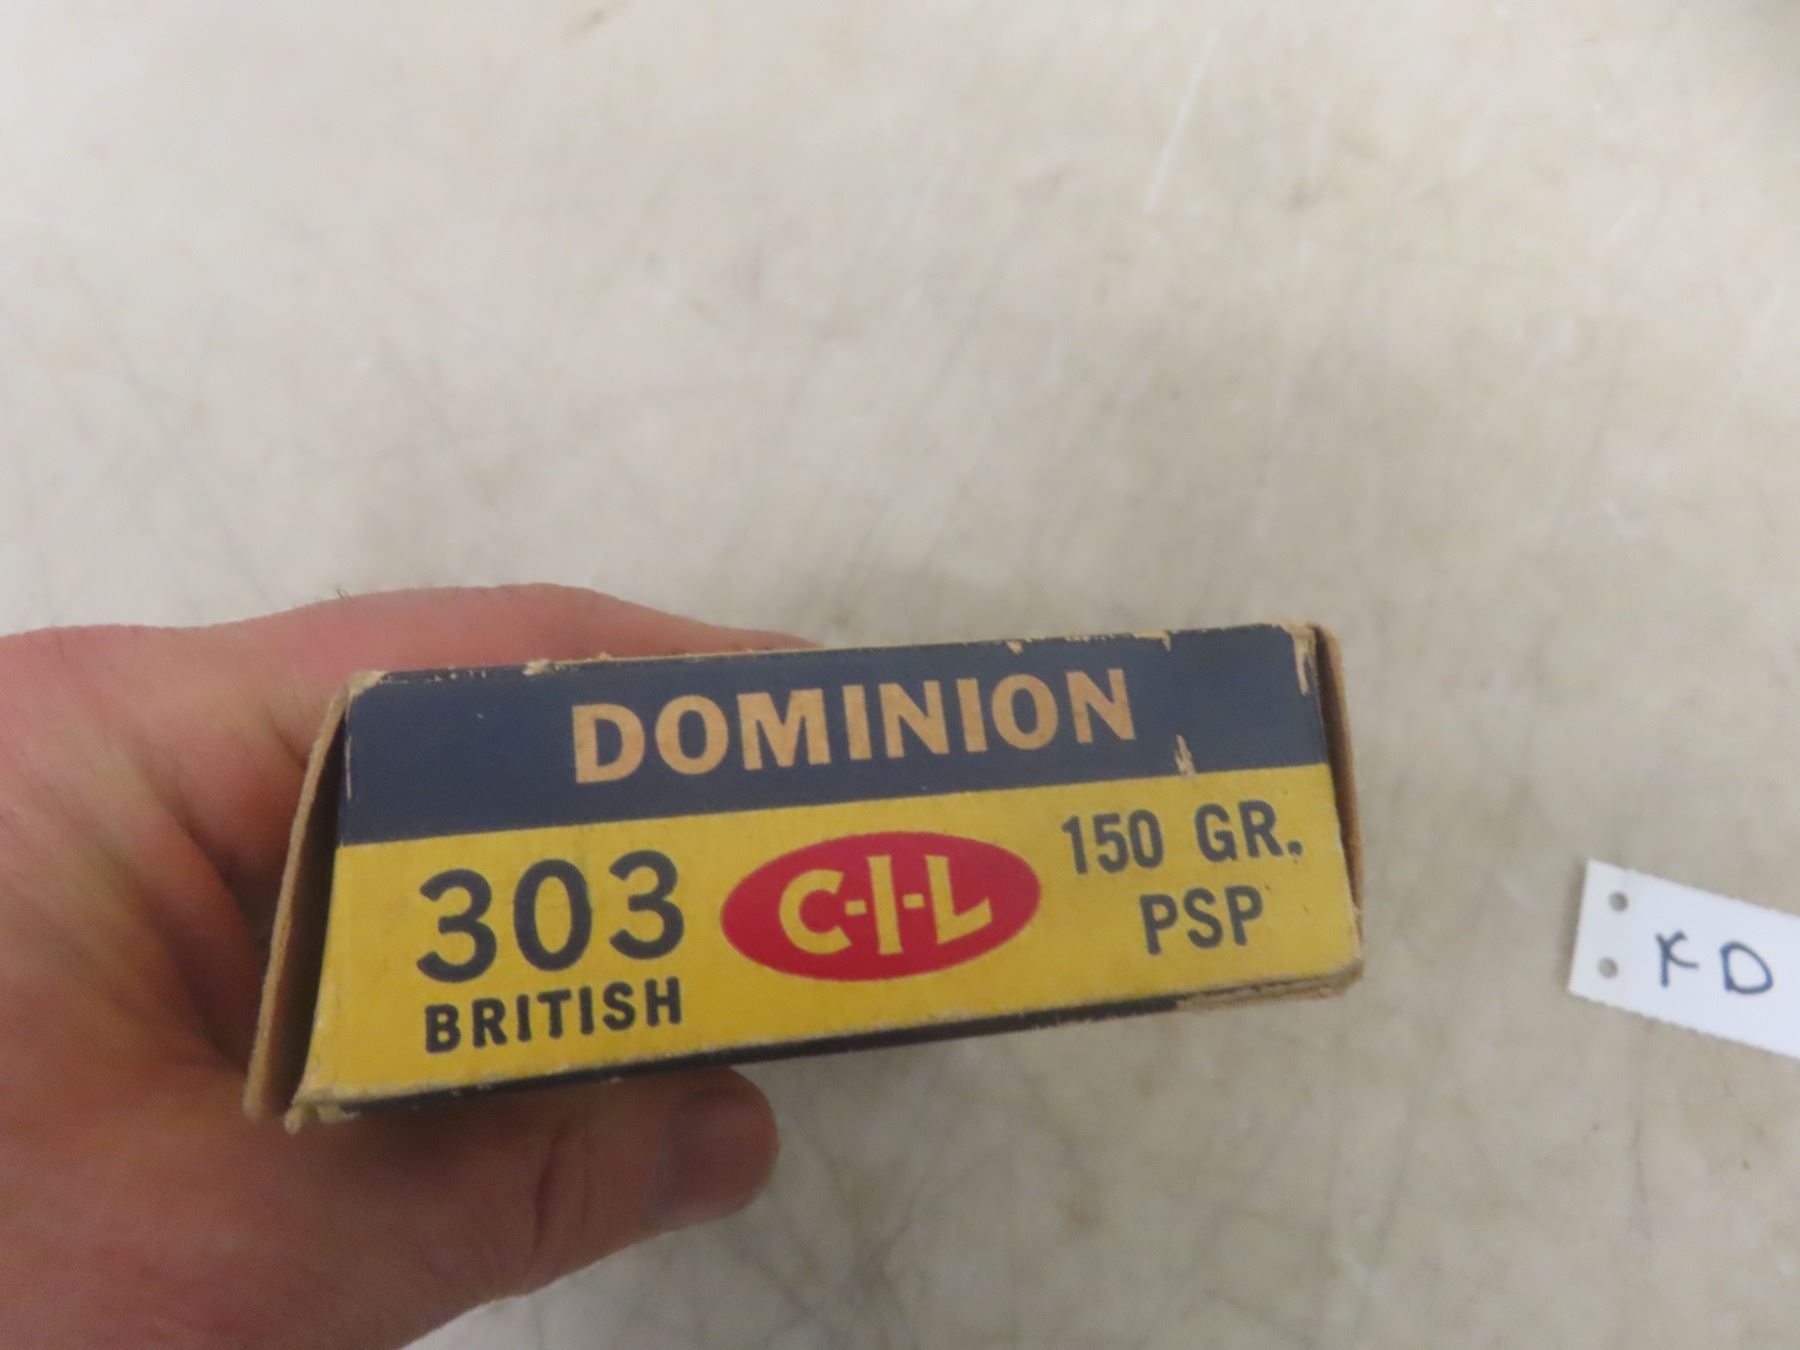 DOMINION
303
BRITISH
C-I-L
150 GR.
PSP
KD